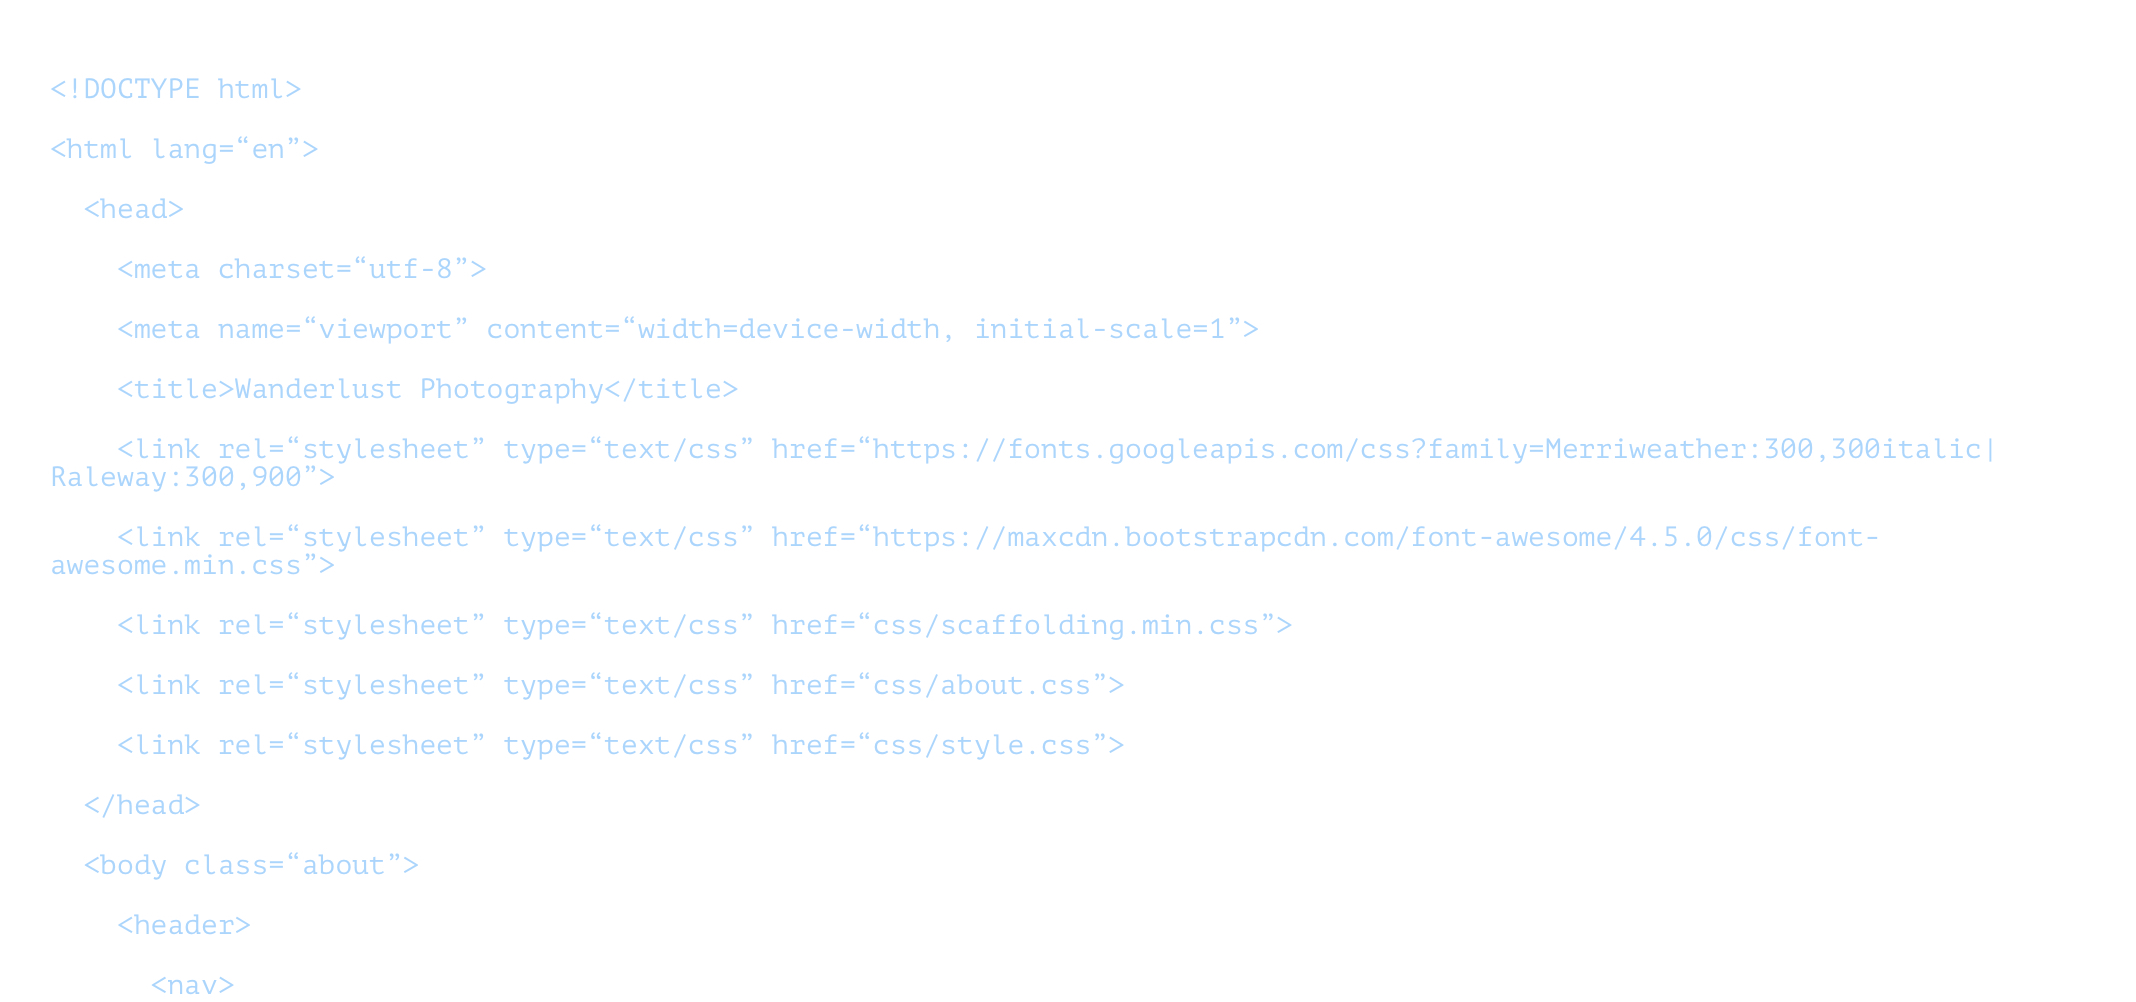 <!DOCTYPE html>
<html lang=“en”>
<head>
<meta charset=“utf-8”>
<meta name=“viewport” content=“width=device-width, initial-scale=1”>
<title>Wanderlust Photography</title>
<link rel=“stylesheet” type=“text/css” href=“https://fonts.googleapis.com/css?family=Merriweather:300,300italic|
Raleway:300,900”>
<link rel=“stylesheet” type=“text/css” href=“https://maxcdn.bootstrapcdn.com/font-awesome/4.5.0/css/font-
awesome.min.css”>
<link rel=“stylesheet” type=“text/css” href=“css/scaffolding.min.css”>
<link rel=“stylesheet” type=“text/css” href=“css/about.css”>
<link rel=“stylesheet” type=“text/css” href=“css/style.css”>
</head>
<body class=“about”>
<header>
<nav>